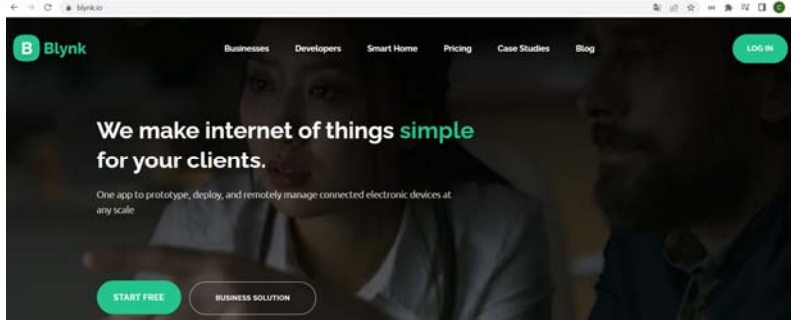 blynk.io
B Blynk
Businesses Developers Smart Home Pricing Case Studies Blog
LOG IN
We make internet of things simple
for your clients.
One app to prototype, deploy, and remotely manage connected electronic devices at
any scale
START FREE
BUSINESS SOLUTION